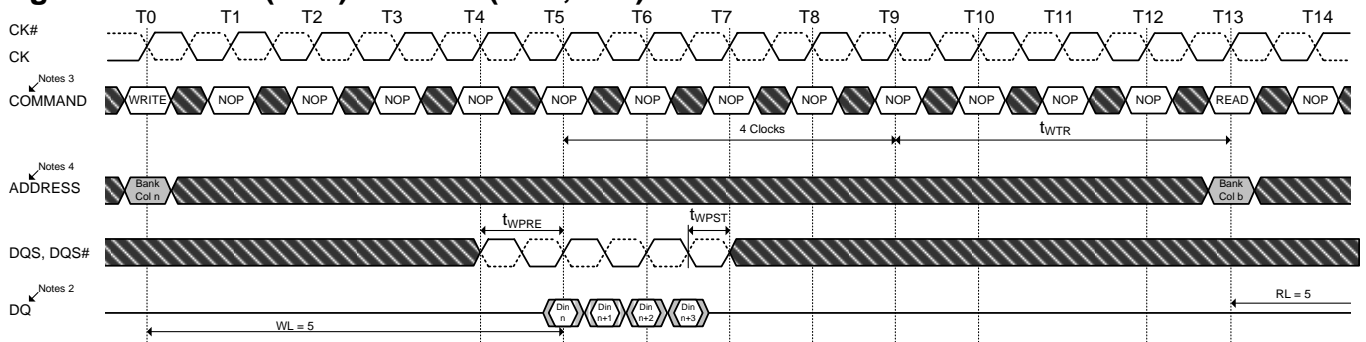 T0 T1 T2 T3 T4 T5 T6 T7 T8 T9 T10 T11 T12 T13 T14
CK#
CK
Notes 3
COMMAND WRITE NOP NOP NOP NOP NOP NOP NOP NOP NOP NOP NOP NOP READ NOP
4 Clocks tWTR
Notes 4
ADDRESS
Bank
Col n
Bank
Col b
tWPRE tWPST
DQS, DQS#
Notes 2
DQ
Din
n
Din
n+1
Din
n+2
Din
n+3
RL = 5
WL = 5